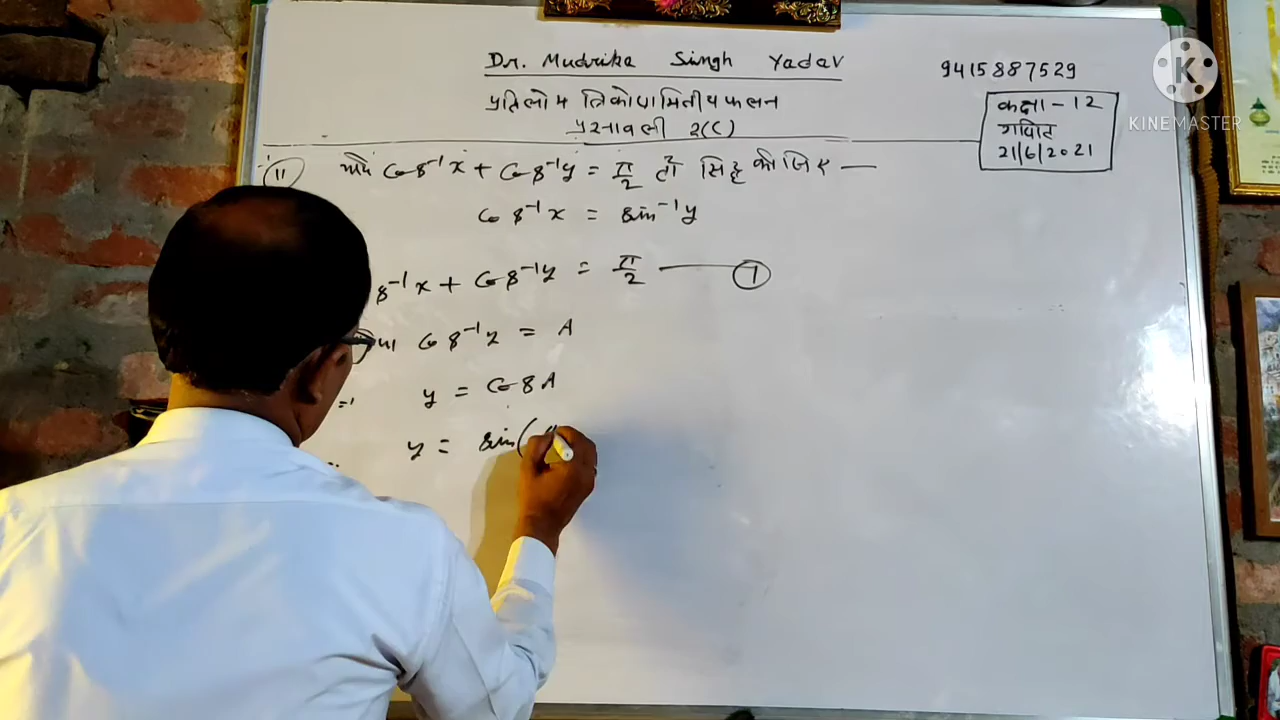 Dr. Mudrika Singh Yadav
9415887529
प्रतिलोम त्रिकोणमितीय फलन
प्रश्नावली 2(C)
कक्षा - 12
गणित
21/6/2021
KINEMASTER
(11) यदि Cos⁻¹x + Cos⁻¹y = π/2 तो सिद्ध कीजिए —
Cos⁻¹x = sin⁻¹y
s⁻¹x + Cos⁻¹y = π/2 — (1)
Cos⁻¹y = A
y = Cos A
y = sin(